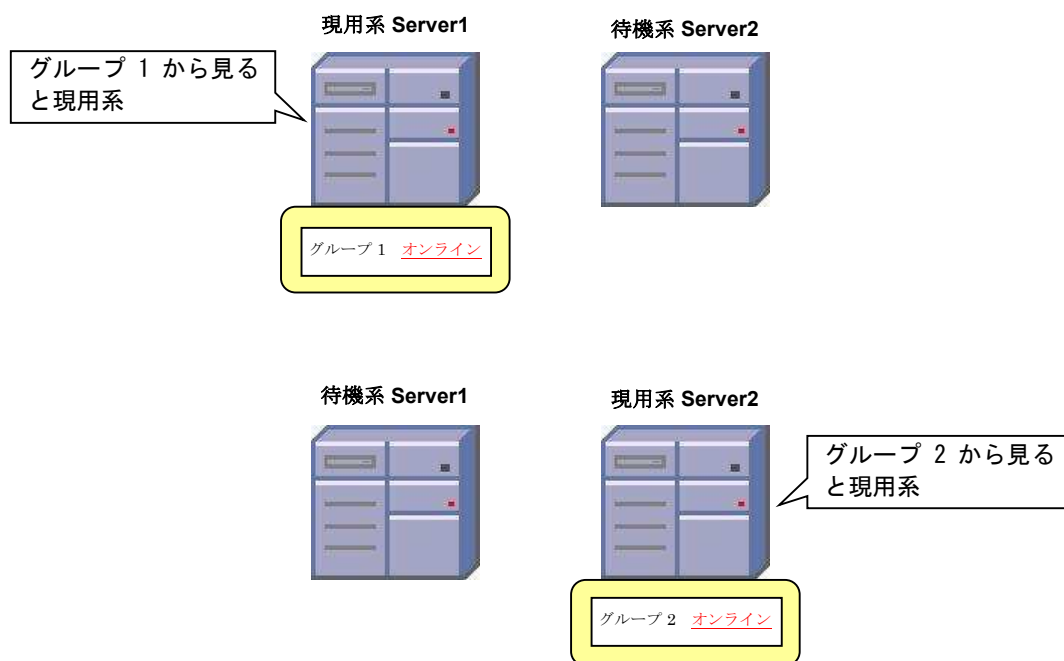 現用系 Server1
待機系 Server2
グループ 1 から見る
と現用系
グループ 1 オンライン
待機系 Server1
現用系 Server2
グループ 2 から見る
と現用系
グループ 2 オンライン